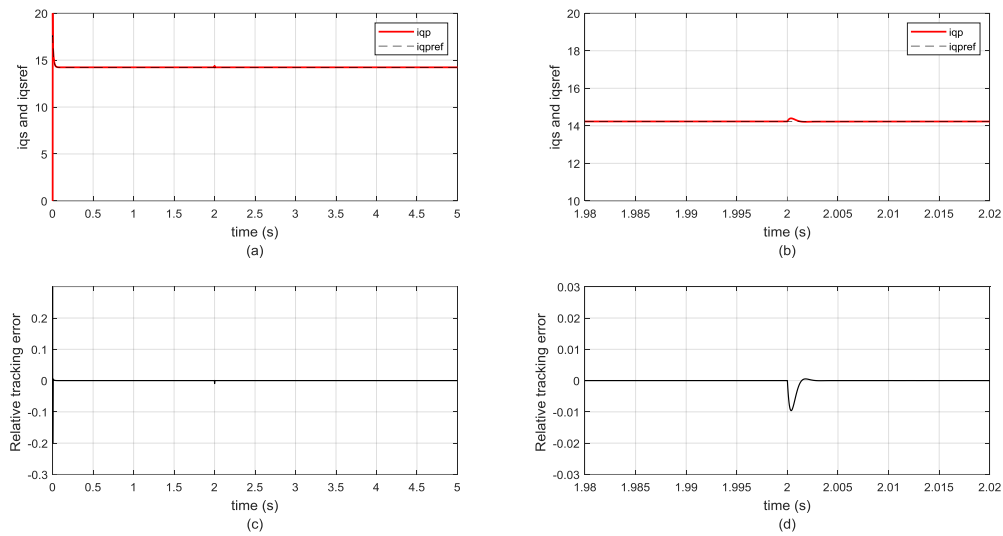 20
15
10
5
0
iqs and iqsref
iqp
iqpref
0 0.5 1 1.5 2 2.5 3 3.5 4 4.5 5
time (s)
(a)
20
18
16
14
12
10
iqs and iqsref
iqp
iqpref
1.98 1.985 1.99 1.995 2 2.005 2.01 2.015 2.02
time (s)
(b)
0.2
0.1
0
-0.1
-0.2
-0.3
Relative tracking error
0 0.5 1 1.5 2 2.5 3 3.5 4 4.5 5
time (s)
(c)
0.03
0.02
0.01
0
-0.01
-0.02
-0.03
Relative tracking error
1.98 1.985 1.99 1.995 2 2.005 2.01 2.015 2.02
time (s)
(d)